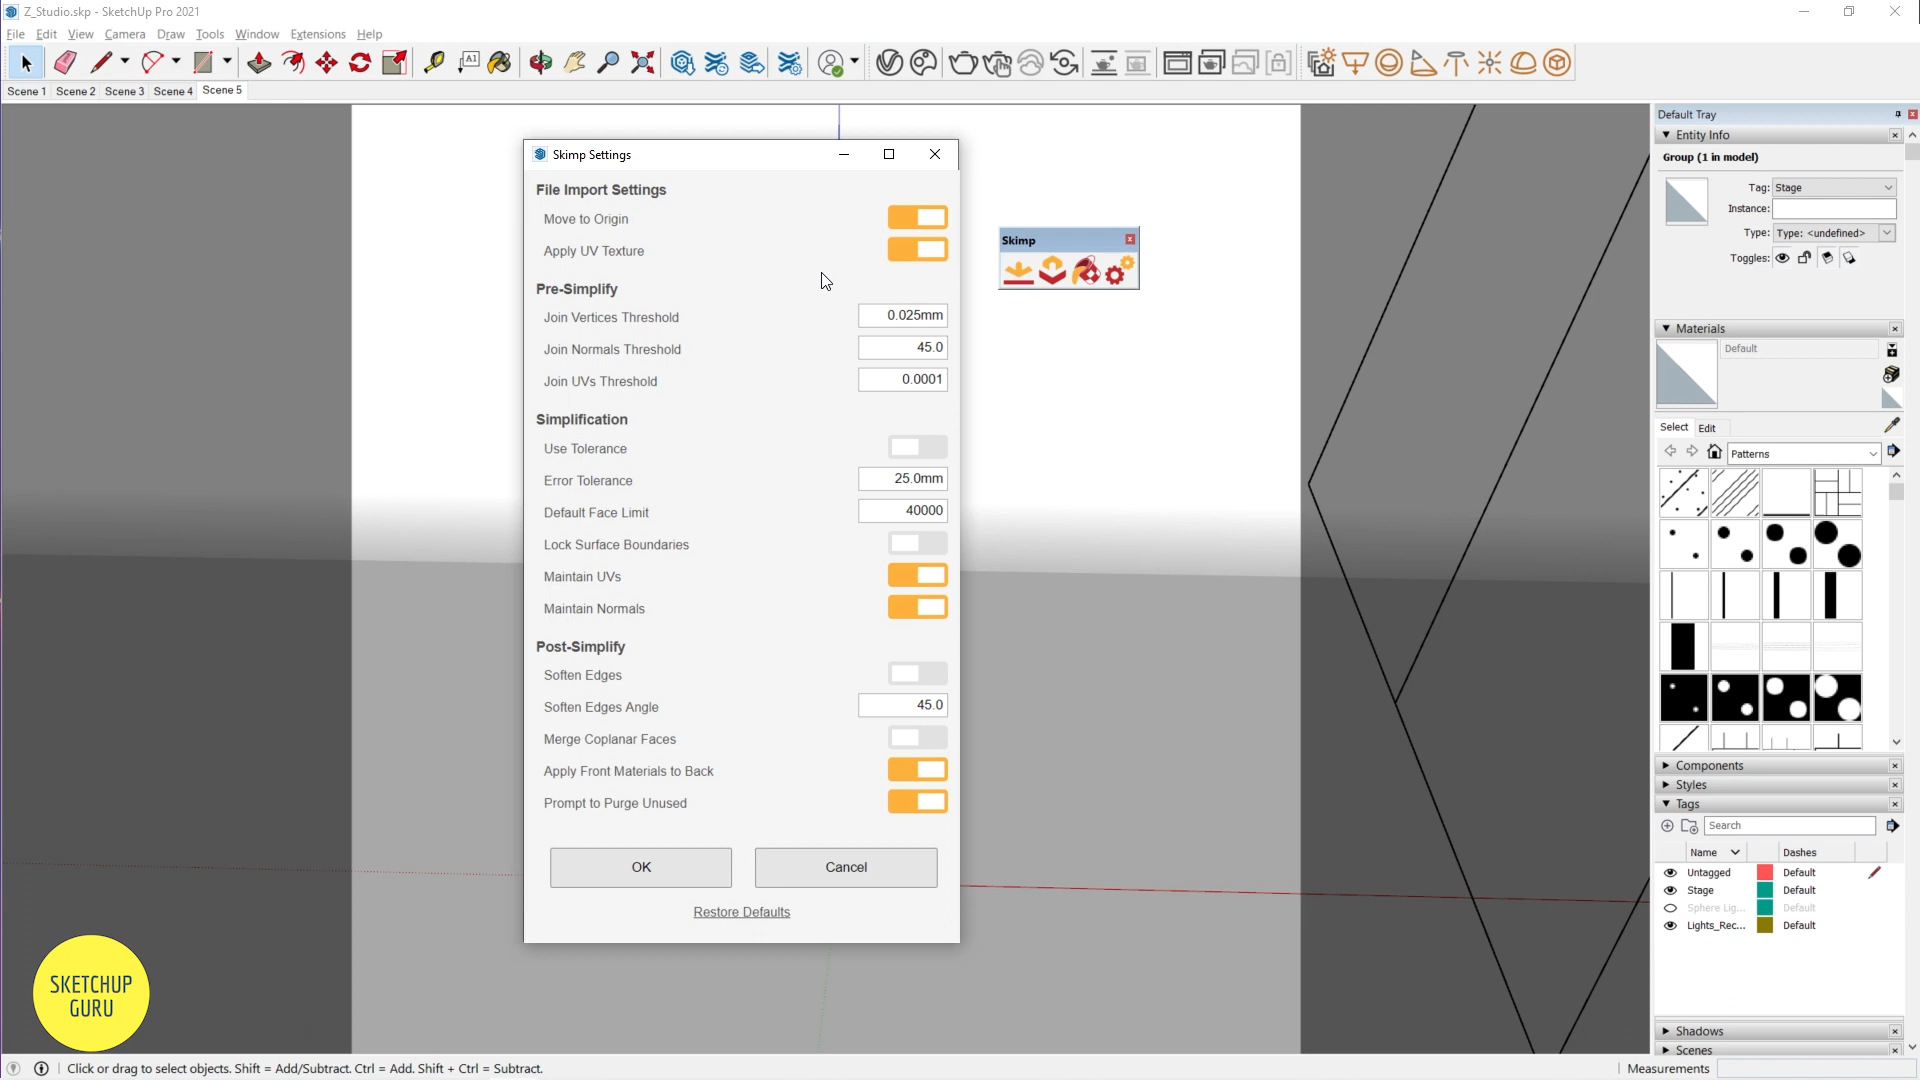 Z_Studio.skp - SketchUp Pro 2021
File Edit View Camera Draw Tools Window Extensions Help
A1
Scene 1 Scene 2 Scene 3 Scene 4 Scene 5
Skimp Settings
File Import Settings
Move to Origin
Apply UV Texture
Pre-Simplify
Join Vertices Threshold 0.025mm
Join Normals Threshold 45.0
Join UVs Threshold 0.0001
Simplification
Use Tolerance
Error Tolerance 25.0mm
Default Face Limit 40000
Lock Surface Boundaries
Maintain UVs
Maintain Normals
Post-Simplify
Soften Edges
Soften Edges Angle 45.0
Merge Coplanar Faces
Apply Front Materials to Back
Prompt to Purge Unused
OK Cancel
Restore Defaults
Skimp
Default Tray
Entity Info
Group (1 in model)
Tag: Stage
Instance:
Type: Type: <undefined>
Toggles:
Materials
Default
Select Edit
Patterns
Components
Styles
Tags
Search
Name Dashes
Untagged Default
Stage Default
Sphere Lig... Default
Lights_Rec... Default
Shadows
Scenes
SKETCHUP
GURU
Click or drag to select objects. Shift = Add/Subtract. Ctrl = Add. Shift + Ctrl = Subtract.
Measurements